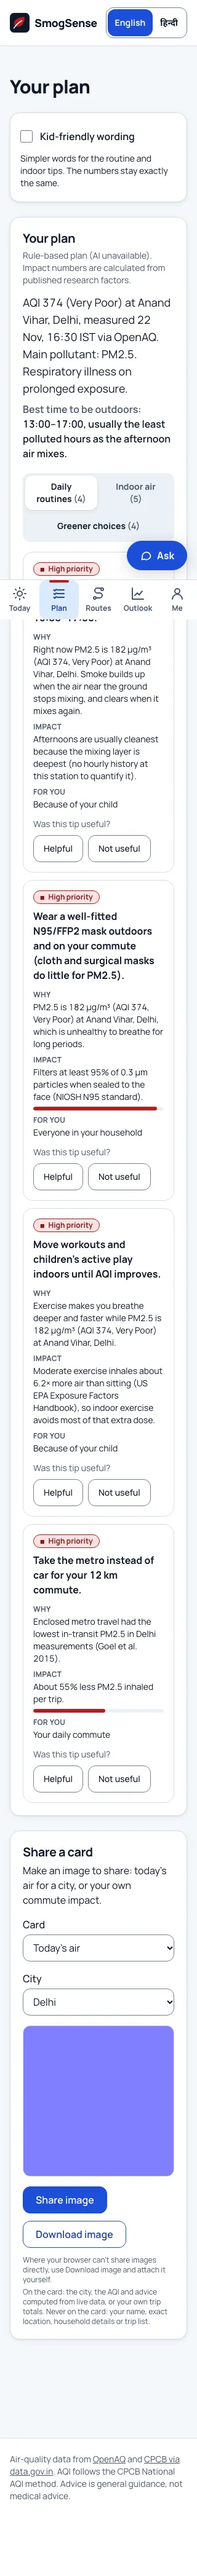 SmogSense
English
हिन्दी
Your plan
Kid-friendly wording
Simpler words for the routine and
indoor tips. The numbers stay exactly
the same.
Your plan
Rule-based plan (AI unavailable).
Impact numbers are calculated from
published research factors.
AQI 374 (Very Poor) at Anand
Vihar, Delhi, measured 22
Nov, 16:30 IST via OpenAQ.
Main pollutant: PM2.5.
Respiratory illness on
prolonged exposure.
Best time to be outdoors:
13:00–17:00, usually the least
polluted hours as the afternoon
air mixes.
Daily
routines (4)
Indoor air
(5)
Greener choices (4)
High priority
Ask
Today
Plan
Routes
Outlook
Me
WHY
Right now PM2.5 is 182 µg/m³
(AQI 374, Very Poor) at Anand
Vihar, Delhi. Smoke builds up
when the air near the ground
stops mixing, and clears when it
mixes again.
IMPACT
Afternoons are usually cleanest
because the mixing layer is
deepest (no hourly history at
this station to quantify it).
FOR YOU
Because of your child
Was this tip useful?
Helpful
Not useful
High priority
Wear a well-fitted
N95/FFP2 mask outdoors
and on your commute
(cloth and surgical masks
do little for PM2.5).
WHY
PM2.5 is 182 µg/m³ (AQI 374,
Very Poor) at Anand Vihar, Delhi,
which is unhealthy to breathe for
long periods.
IMPACT
Filters at least 95% of 0.3 µm
particles when sealed to the
face (NIOSH N95 standard).
FOR YOU
Everyone in your household
Was this tip useful?
Helpful
Not useful
High priority
Move workouts and
children's active play
indoors until AQI improves.
WHY
Exercise makes you breathe
deeper and faster while PM2.5 is
182 µg/m³ (AQI 374, Very Poor)
at Anand Vihar, Delhi.
IMPACT
Moderate exercise inhales about
6.2× more air than sitting (US
EPA Exposure Factors
Handbook), so indoor exercise
avoids most of that extra dose.
FOR YOU
Because of your child
Was this tip useful?
Helpful
Not useful
High priority
Take the metro instead of
car for your 12 km
commute.
WHY
Enclosed metro travel had the
lowest in-transit PM2.5 in Delhi
measurements (Goel et al.
2015).
IMPACT
About 55% less PM2.5 inhaled
per trip.
FOR YOU
Your daily commute
Was this tip useful?
Helpful
Not useful
Share a card
Make an image to share: today's
air for a city, or your own
commute impact.
Card
Today's air
City
Delhi
Share image
Download image
Where your browser can't share images
directly, use Download image and attach it
yourself.
On the card: the city, the AQI and advice
computed from live data, or your own trip
totals. Never on the card: your name, exact
location, household details or trip list.
Air-quality data from OpenAQ and CPCB via
data.gov.in. AQI follows the CPCB National
AQI method. Advice is general guidance, not
medical advice.